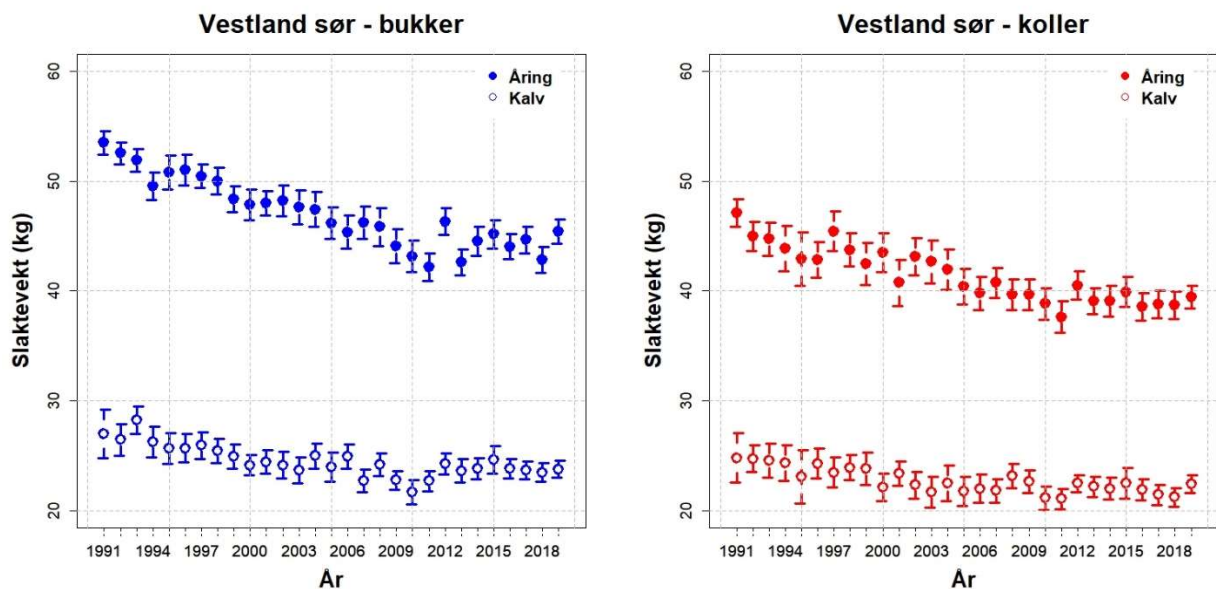 Vestland sør - bukker
Åring
Kalv
Slaktevekt (kg)
60
50
40
30
20
1991 1994 1997 2000 2003 2006 2009 2012 2015 2018
År
Vestland sør - koller
Åring
Kalv
Slaktevekt (kg)
60
50
40
30
20
1991 1994 1997 2000 2003 2006 2009 2012 2015 2018
År